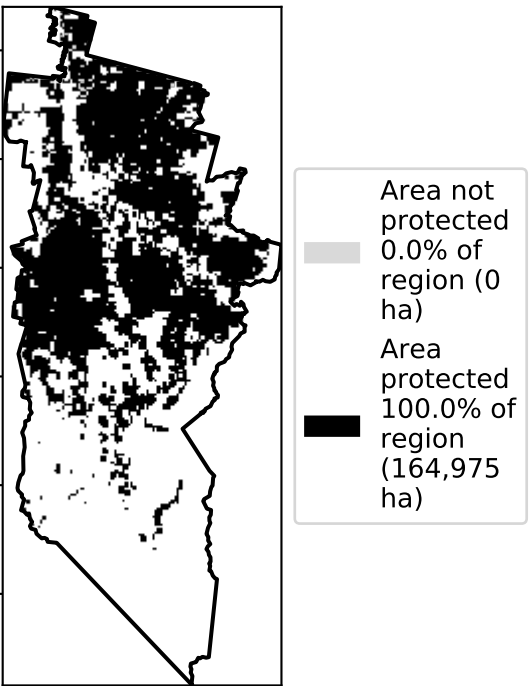 Area not
protected
0.0% of
region (0
ha)
Area
protected
100.0% of
region
(164,975
ha)